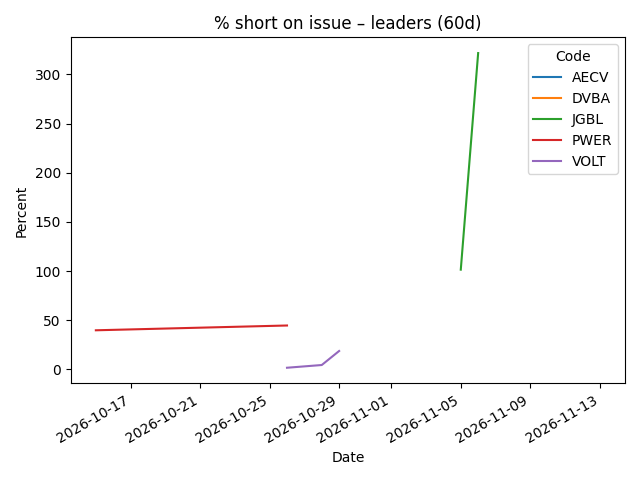 % short on issue – leaders (60d)
Percent
300
250
200
150
100
50
0
Code
AECV
DVBA
JGBL
PWER
VOLT
2026-10-17
2026-10-21
2026-10-25
2026-10-29
2026-11-01
2026-11-05
2026-11-09
2026-11-13
Date